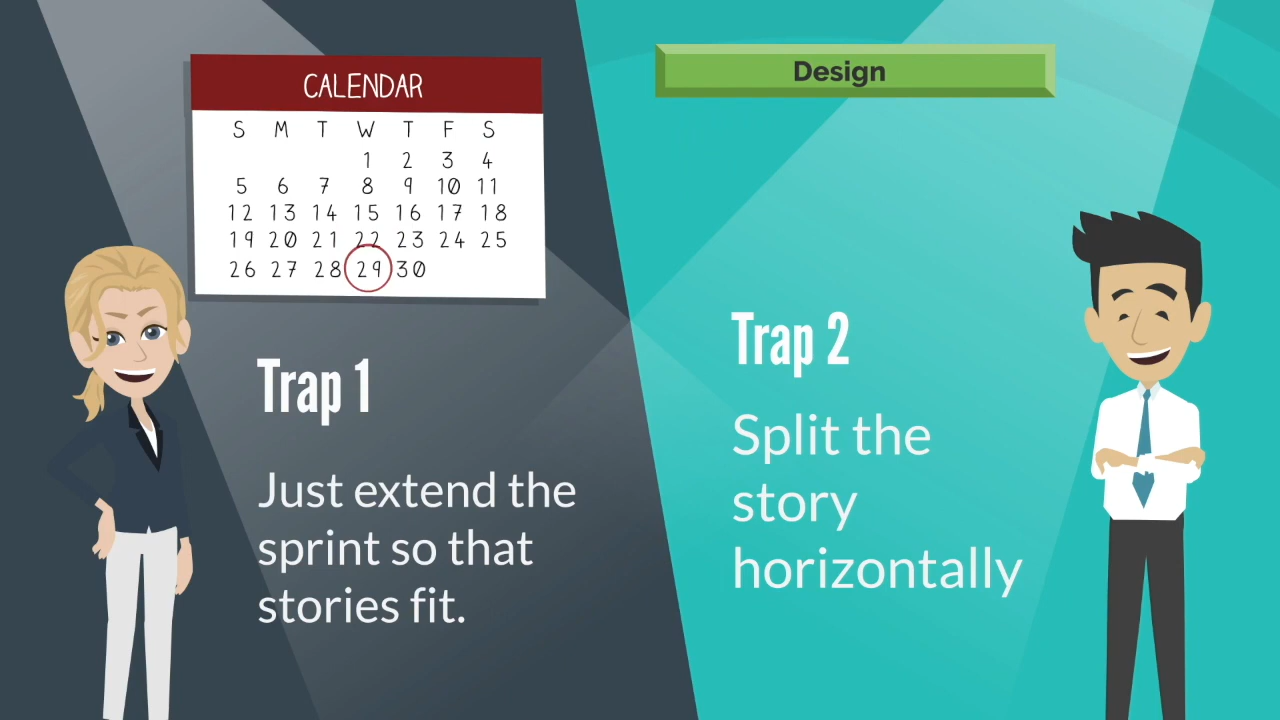 CALENDAR
S M T W T F S
1 2 3 4
5 6 7 8 9 10 11
12 13 14 15 16 17 18
19 20 21 22 23 24 25
26 27 28 29 30
Trap 1
Just extend the
sprint so that
stories fit.
Design
Trap 2
Split the
story
horizontally